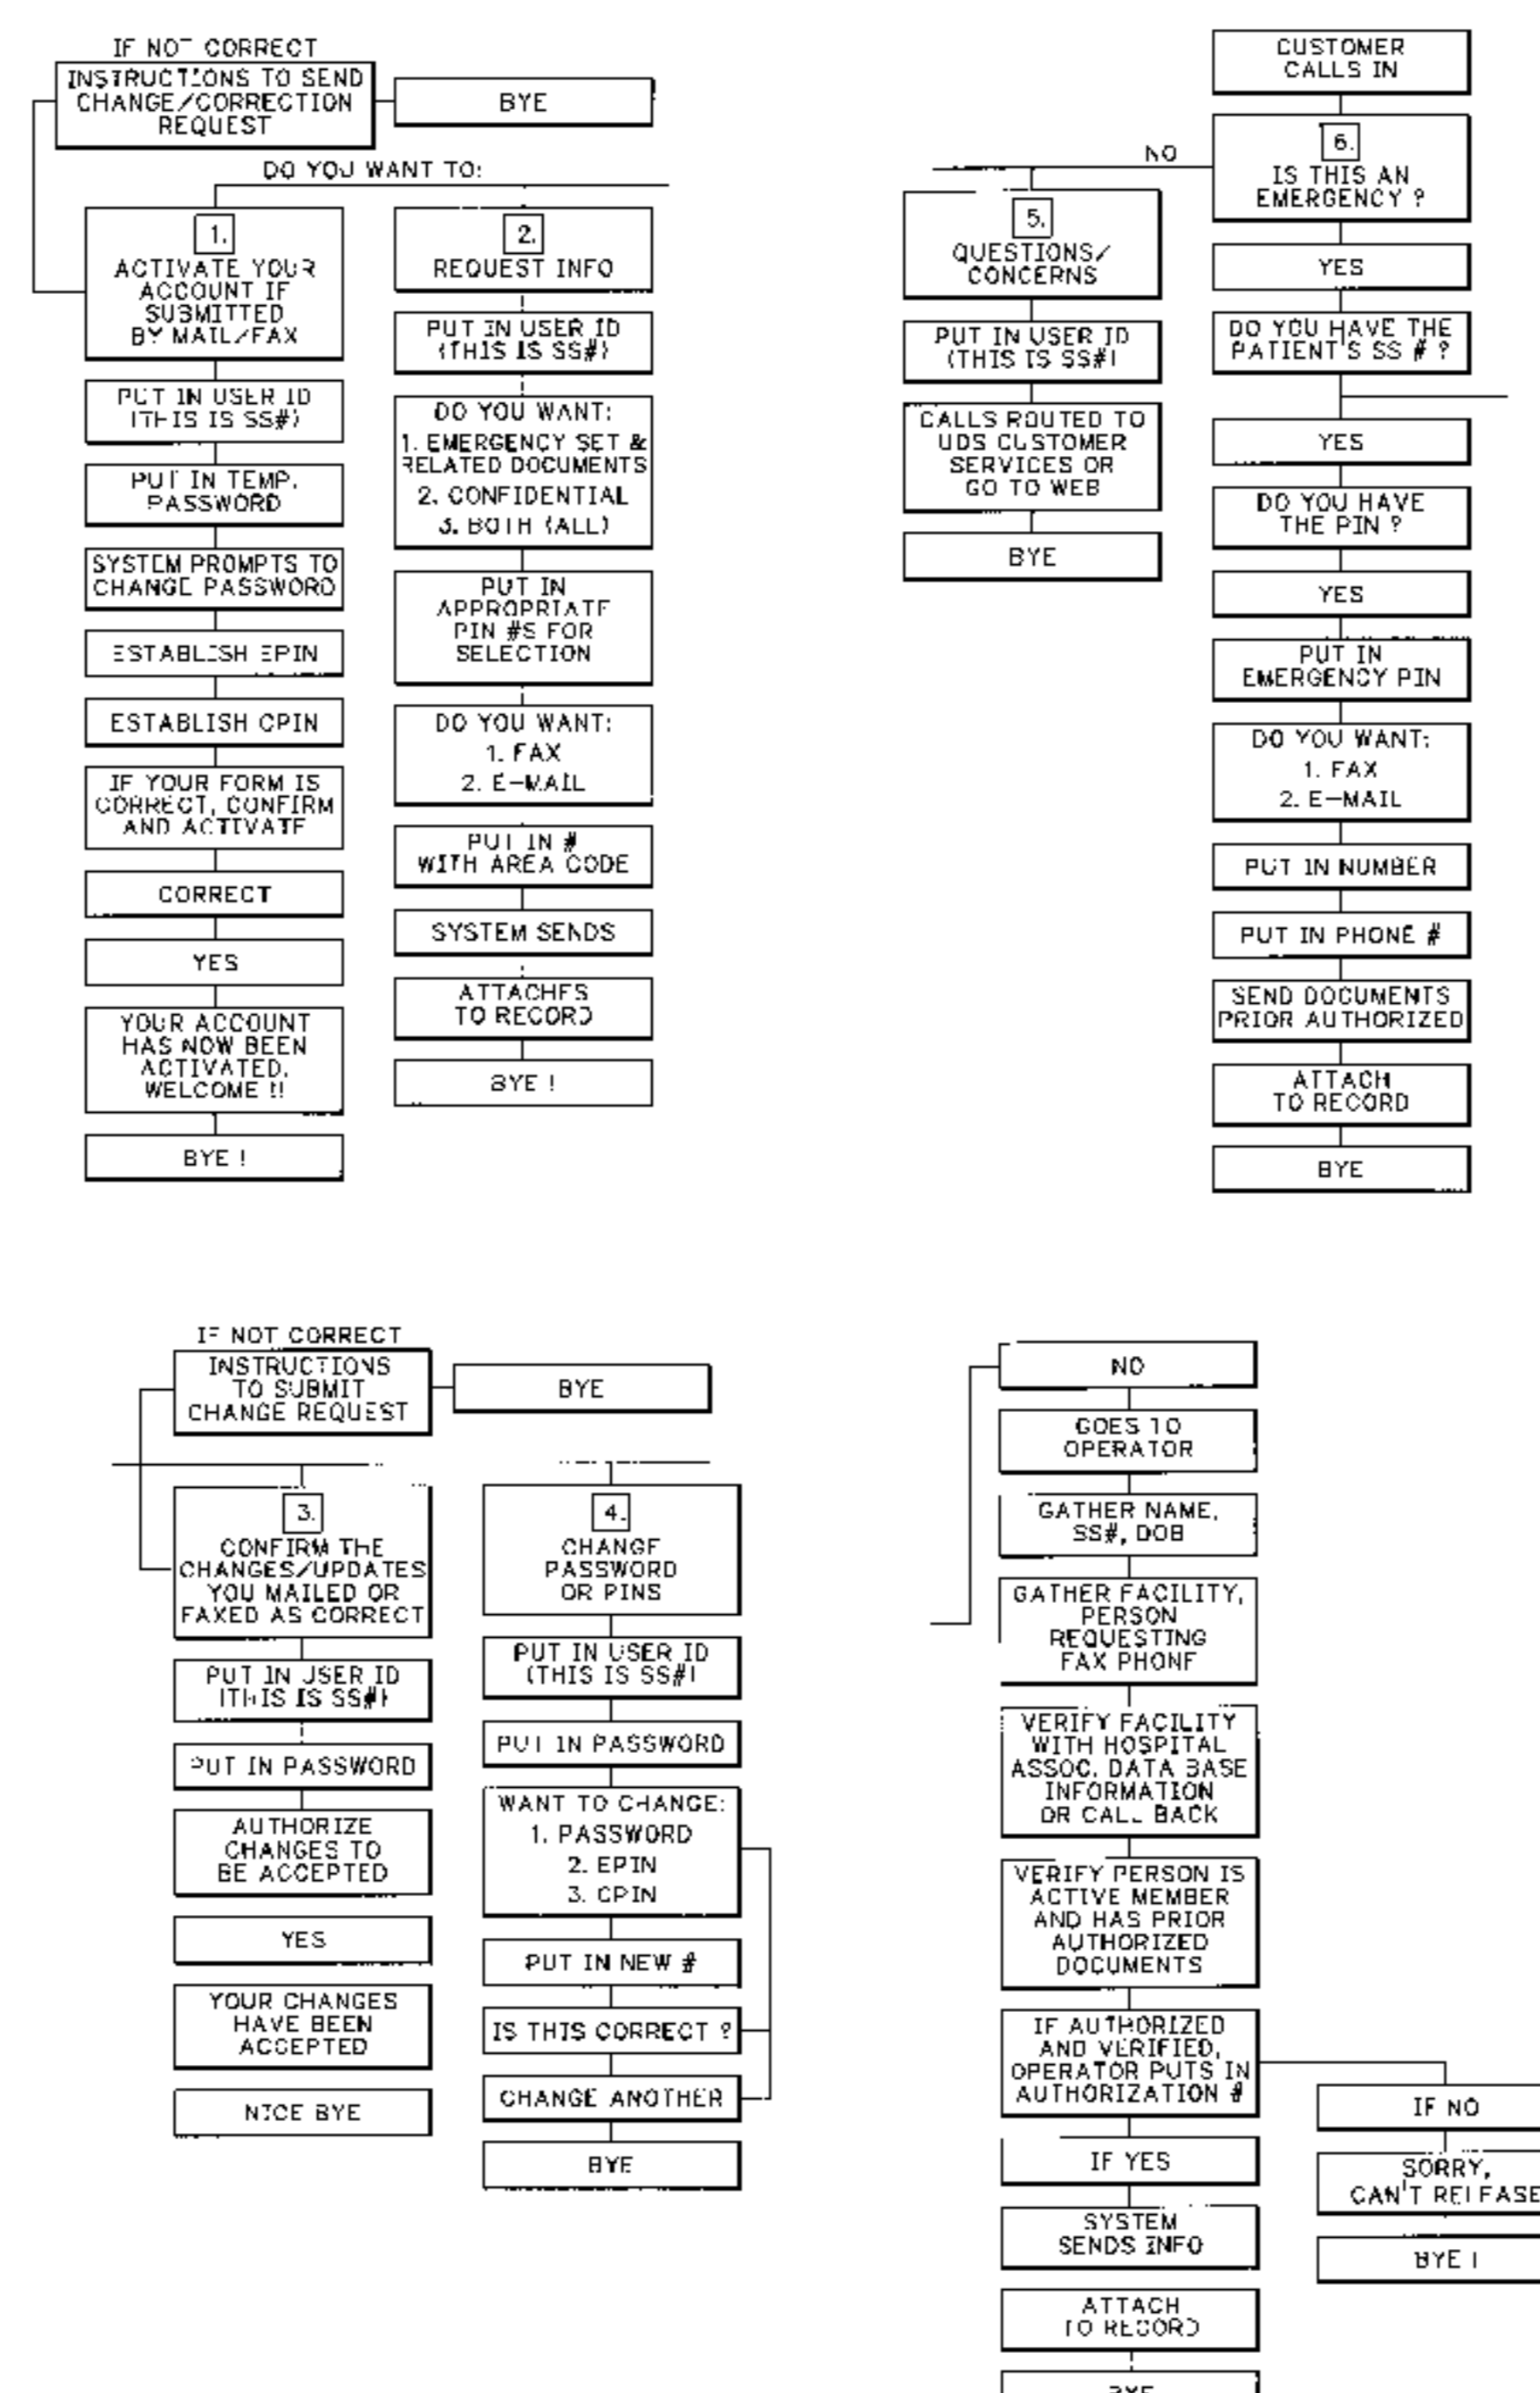 IF NOT CORRECT
INSTRUCTIONS TO SEND
CHANGE/CORRECTION
REQUEST
BYE
DO YOU WANT TO:
1.
ACTIVATE YOUR
ACCOUNT IF
SUBMITTED
BY MAIL/FAX
PUT IN USER ID
(THIS IS SS#)
PUT IN TEMP.
PASSWORD
SYSTEM PROMPTS TO
CHANGE PASSWORD
ESTABLISH EPIN
ESTABLISH CPIN
IF YOUR FORM IS
CORRECT, CONFIRM
AND ACTIVATE
CORRECT
YES
YOUR ACCOUNT
HAS NOW BEEN
ACTIVATED.
WELCOME !!
BYE !
2.
REQUEST INFO
PUT IN USER ID
(THIS IS SS#)
DO YOU WANT:
1. EMERGENCY SET &
RELATED DOCUMENTS
2. CONFIDENTIAL
3. BOTH (ALL)
PUT IN
APPROPRIATE
PIN #S FOR
SELECTION
DO YOU WANT:
1. FAX
2. E-MAIL
PUT IN #
WITH AREA CODE
SYSTEM SENDS
ATTACHES
TO RECORD
BYE !
NO
5.
QUESTIONS/
CONCERNS
PUT IN USER ID
(THIS IS SS#)
CALLS ROUTED TO
UDS CUSTOMER
SERVICES OR
GO TO WEB
BYE
CUSTOMER
CALLS IN
6.
IS THIS AN
EMERGENCY ?
YES
DO YOU HAVE THE
PATIENT'S SS # ?
YES
DO YOU HAVE
THE PIN ?
YES
PUT IN
EMERGENCY PIN
DO YOU WANT:
1. FAX
2. E-MAIL
PUT IN NUMBER
PUT IN PHONE #
SEND DOCUMENTS
PRIOR AUTHORIZED
ATTACH
TO RECORD
BYE
IF NOT CORRECT
INSTRUCTIONS
TO SUBMIT
CHANGE REQUEST
BYE
3.
CONFIRM THE
CHANGES/UPDATES
YOU MAILED OR
FAXED AS CORRECT
PUT IN USER ID
(THIS IS SS#)
PUT IN PASSWORD
AUTHORIZE
CHANGES TO
BE ACCEPTED
YES
YOUR CHANGES
HAVE BEEN
ACCEPTED
NICE BYE
4.
CHANGE
PASSWORD
OR PINS
PUT IN USER ID
(THIS IS SS#)
PUT IN PASSWORD
WANT TO CHANGE:
1. PASSWORD
2. EPIN
3. CPIN
PUT IN NEW #
IS THIS CORRECT ?
CHANGE ANOTHER
BYE
NO
GOES TO
OPERATOR
GATHER NAME,
SS#, DOB
GATHER FACILITY,
PERSON
REQUESTING
FAX PHONE
VERIFY FACILITY
WITH HOSPITAL
ASSOC. DATA BASE
INFORMATION
OR CALL BACK
VERIFY PERSON IS
ACTIVE MEMBER
AND HAS PRIOR
AUTHORIZED
DOCUMENTS
IF AUTHORIZED
AND VERIFIED,
OPERATOR PUTS IN
AUTHORIZATION #
IF YES
SYSTEM
SENDS INFO
ATTACH
TO RECORD
BYE
IF NO
SORRY,
CAN'T RELEASE
BYE !